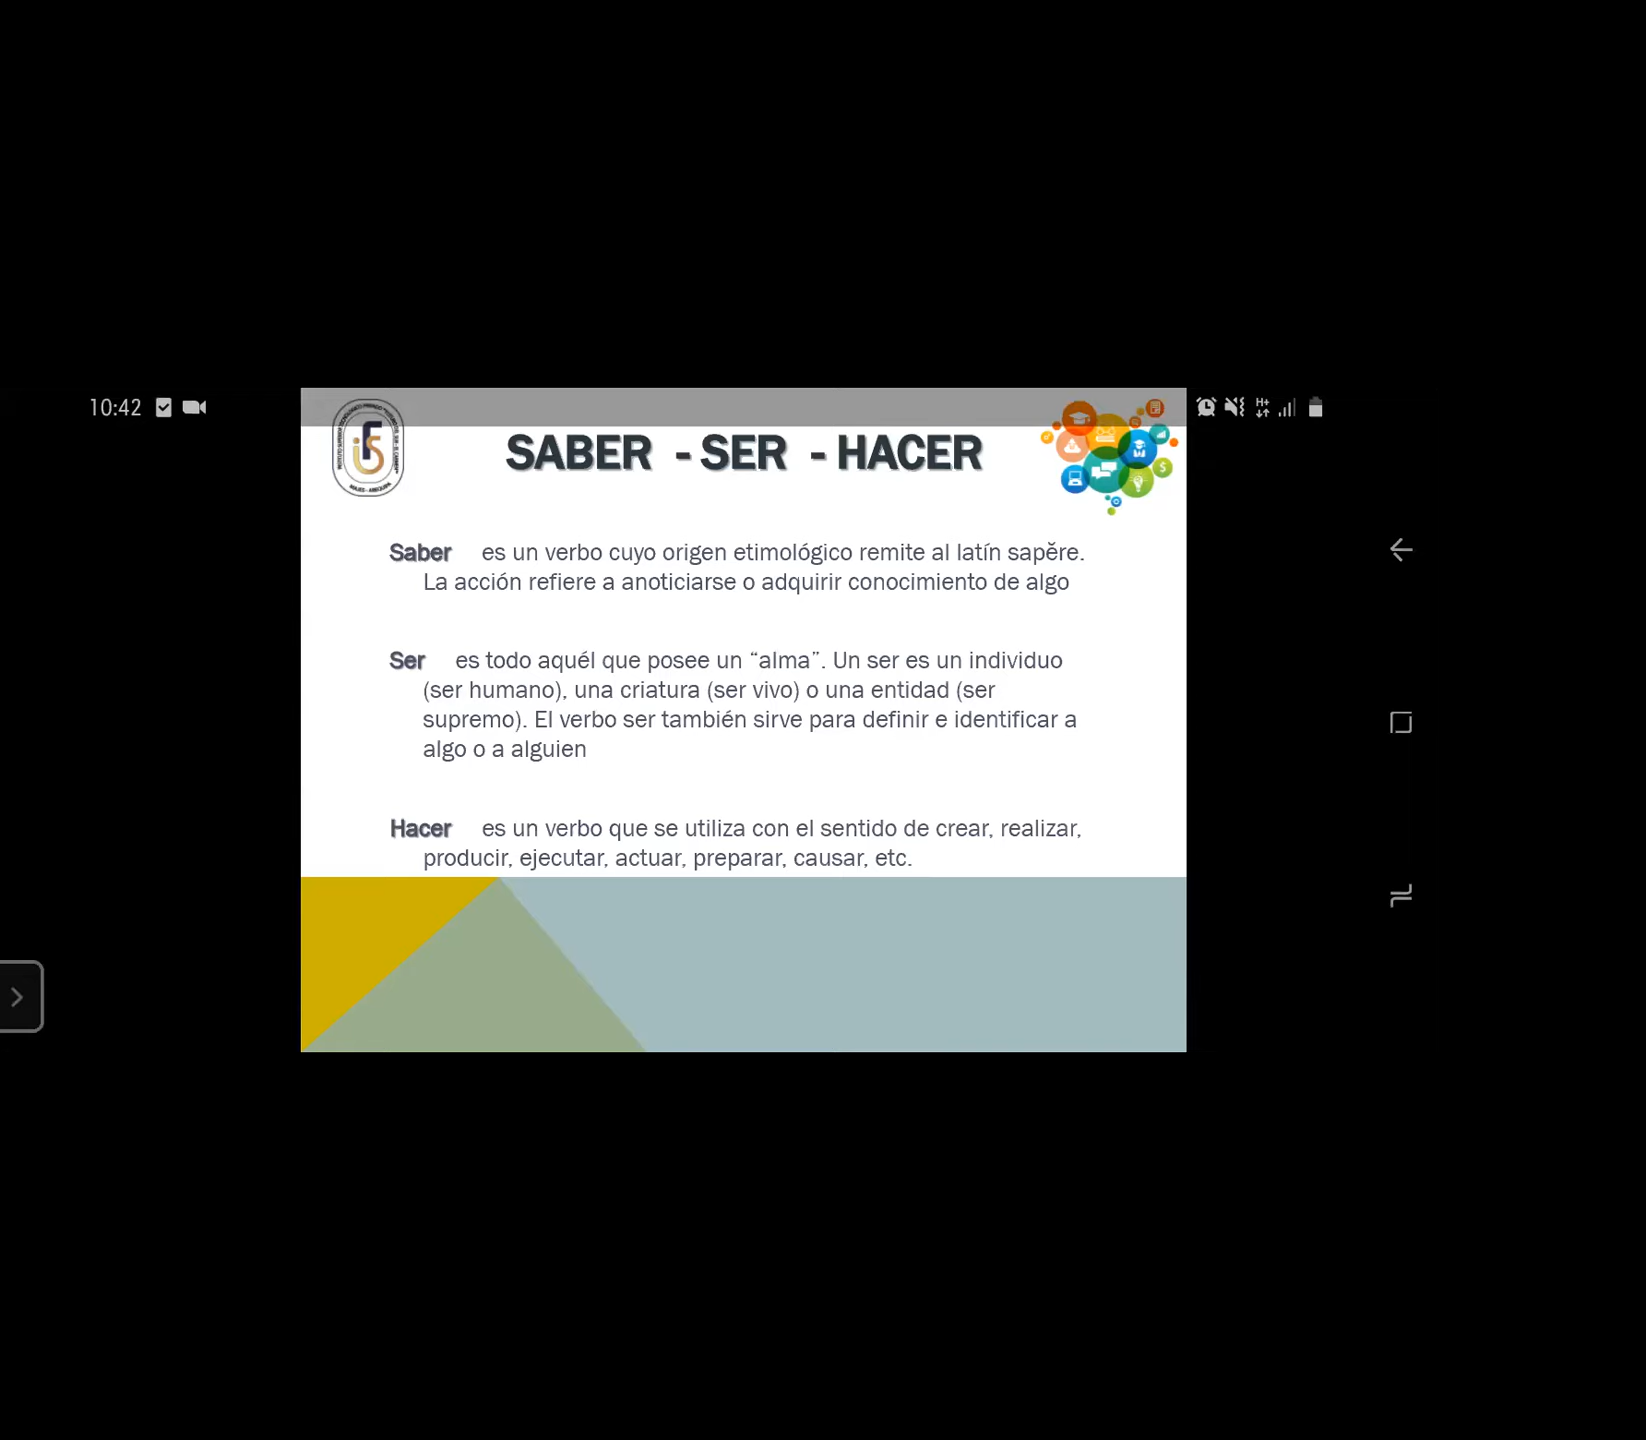 10:42
H+
SABER - SER - HACER
Saber es un verbo cuyo origen etimológico remite al latín sapĕre.
La acción refiere a anoticiarse o adquirir conocimiento de algo
Ser es todo aquél que posee un “alma”. Un ser es un individuo
(ser humano), una criatura (ser vivo) o una entidad (ser
supremo). El verbo ser también sirve para definir e identificar a
algo o a alguien
Hacer es un verbo que se utiliza con el sentido de crear, realizar,
producir, ejecutar, actuar, preparar, causar, etc.